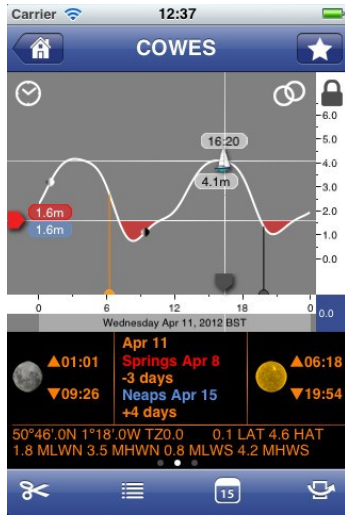 Carrier 12:37
COWES
-6.0
-5.0
16:20
-4.0
4.1m
-3.0
1.6m
-2.0
1.6m
-1.0
-0.0
0 6 12 18 0 0.0
Wednesday Apr 11, 2012 BST
Apr 11
▲01:01 Springs Apr 8 ▲06:18
-3 days
▼09:26 Neaps Apr 15 ▼19:54
+4 days
50°46'.0N 1°18'.0W TZ0.0 0.1 LAT 4.6 HAT
1.8 MLWN 3.5 MHWN 0.8 MLWS 4.2 MHWS
15